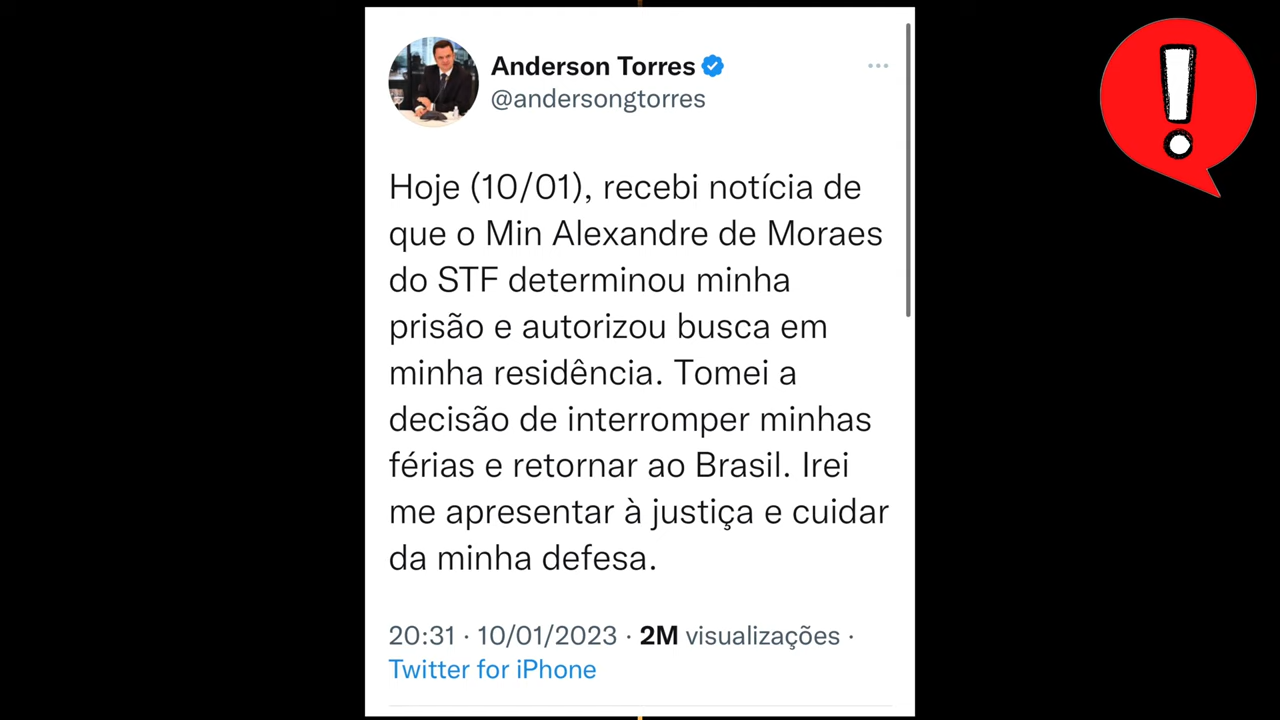 Anderson Torres
@andersongtorres
Hoje (10/01), recebi notícia de
que o Min Alexandre de Moraes
do STF determinou minha
prisão e autorizou busca em
minha residência. Tomei a
decisão de interromper minhas
férias e retornar ao Brasil. Irei
me apresentar à justiça e cuidar
da minha defesa.
20:31 · 10/01/2023 · 2M visualizações ·
Twitter for iPhone